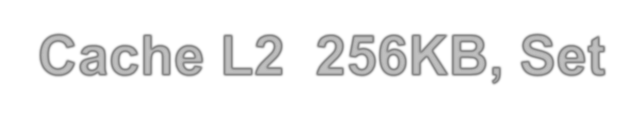 Cache L2 256KB, Set